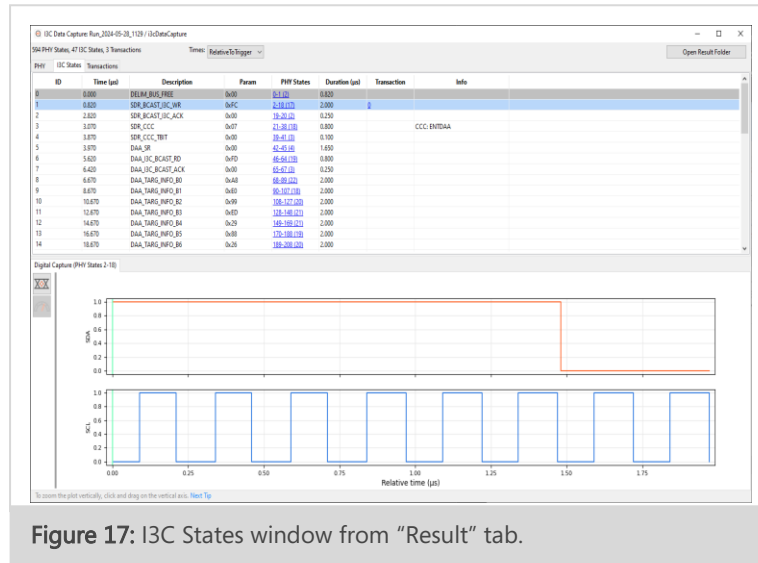 I3C Data Capture: Run_2024-05-28_1129 / i3cDataCapture
594 PHY States, 47 I3C States, 3 Transactions Times: RelativeToTrigger Open Result Folder
PHY I3C States Transactions
ID Time (μs) Description Param PHY States Duration (μs) Transaction Info
0 0.000 DELIM_BUS_FREE 0x00 0-1 (2) 0.820
1 0.820 SDR_BCAST_I3C_WR 0xFC 2-18 (17) 2.000 0
2 2.820 SDR_BCAST_I3C_ACK 0x00 19-20 (2) 0.250
3 3.070 SDR_CCC 0x07 21-38 (18) 0.800 CCC: ENTDAA
4 3.870 SDR_CCC_TBIT 0x00 39-41 (3) 0.100
5 3.970 DAA_SR 0x00 42-45 (4) 1.650
6 5.620 DAA_I3C_BCAST_RD 0xFD 46-64 (19) 0.800
7 6.420 DAA_I3C_BCAST_ACK 0x00 65-67 (3) 0.250
8 6.670 DAA_TARG_INFO_B0 0xA8 68-89 (22) 2.000
9 8.670 DAA_TARG_INFO_B1 0xE0 90-107 (18) 2.000
10 10.670 DAA_TARG_INFO_B2 0x99 108-127 (20) 2.000
11 12.670 DAA_TARG_INFO_B3 0xED 128-148 (21) 2.000
12 14.670 DAA_TARG_INFO_B4 0x29 149-169 (21) 2.000
13 16.670 DAA_TARG_INFO_B5 0x88 170-188 (19) 2.000
14 18.670 DAA_TARG_INFO_B6 0x26 189-208 (20) 2.000
Digital Capture (PHY States 2-18)
1.0
0.8
0.6
SDA
0.4
0.2
0.0
1.0
0.8
0.6
SCL
0.4
0.2
0.0
0.00 0.25 0.50 0.75 1.00 1.25 1.50 1.75
Relative time (μs)
To zoom the plot vertically, click and drag on the vertical axis. Next Tip
Figure 17: I3C States window from “Result” tab.